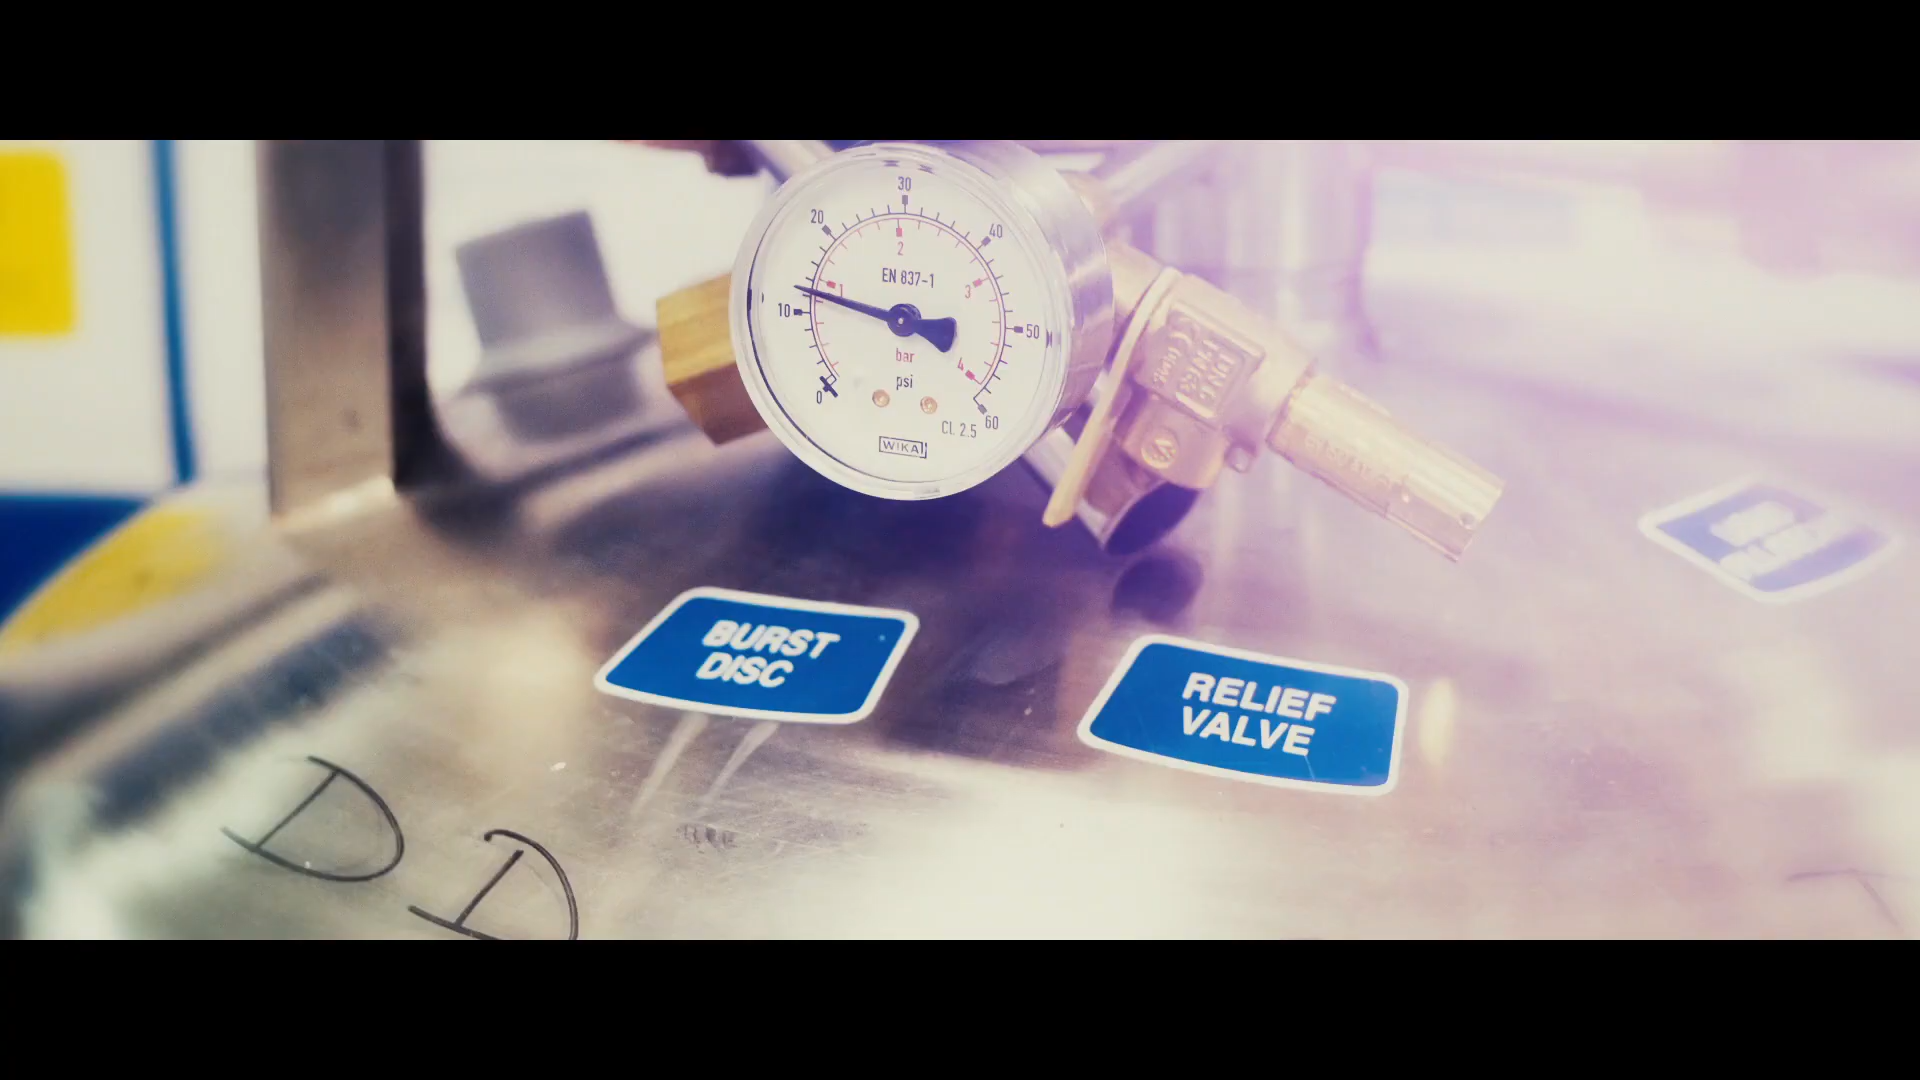 30
20
40
2
EN 837-1
1
3
10
50
bar
4
psi
0
60
CL 2.5
WIKA
BURST
DISC
RELIEF
VALVE
D D